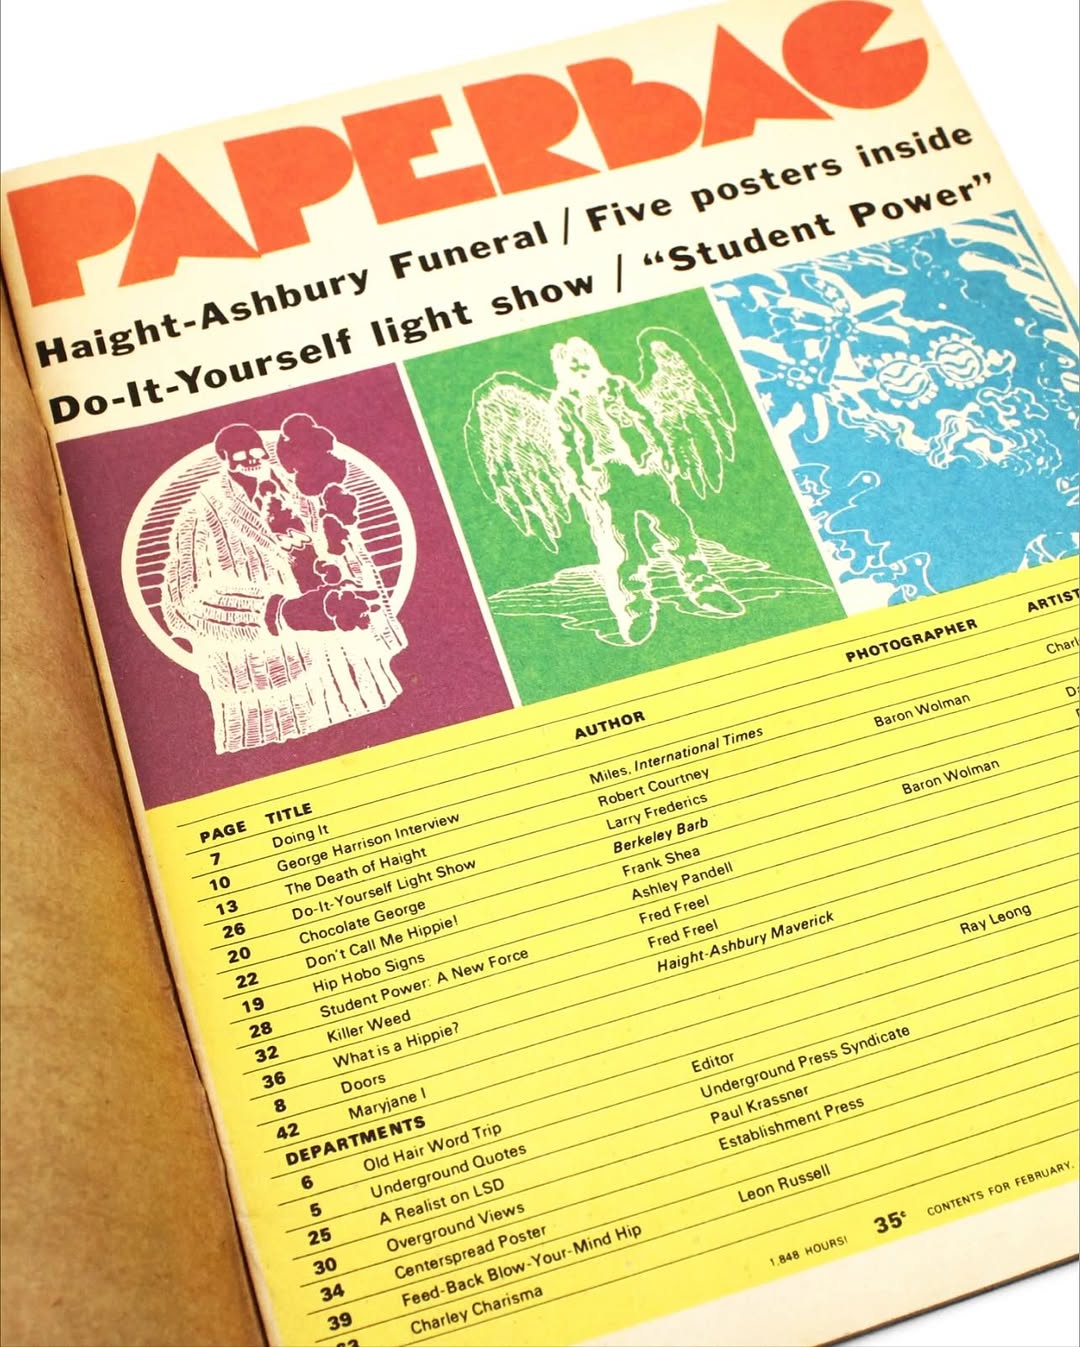 PAPERBAG
Haight-Ashbury Funeral / Five posters inside
Do-It-Yourself light show / “Student Power”
PAGE TITLE AUTHOR PHOTOGRAPHER ARTIST
7 Doing It
10 George Harrison Interview Miles, International Times
13 The Death of Haight Robert Courtney Baron Wolman
26 Do-It-Yourself Light Show Larry Frederics
20 Chocolate George Berkeley Barb
22 Don't Call Me Hippie! Frank Shea Baron Wolman
19 Hip Hobo Signs Ashley Pandell
28 Student Power: A New Force Fred Freel
32 Killer Weed Fred Freel
36 What is a Hippie? Haight-Ashbury Maverick
8 Doors Ray Leong
42 Maryjane I
DEPARTMENTS
6 Old Hair Word Trip Editor
5 Underground Quotes Underground Press Syndicate
25 A Realist on LSD Paul Krassner
30 Overground Views Establishment Press
34 Centerspread Poster
39 Feed-Back Blow-Your-Mind Hip Leon Russell
Charley Charisma
1,848 HOURS! 35¢ CONTENTS FOR FEBRUARY,